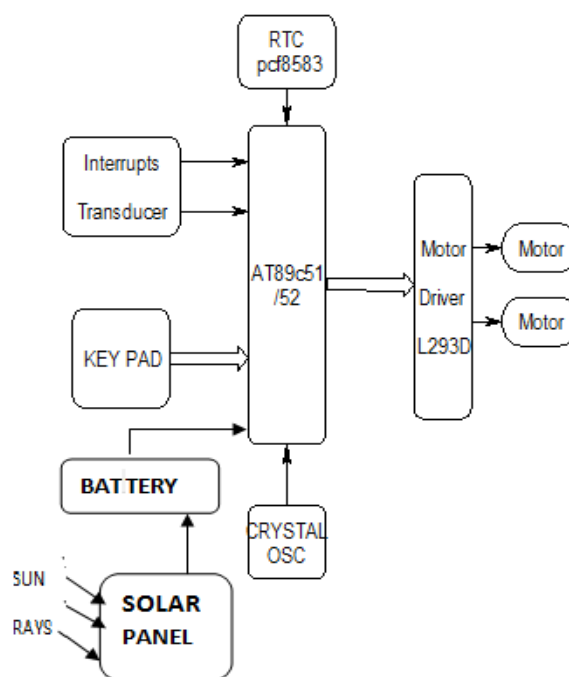 RTC
pcf8583
Interrupts
Transducer
AT89c51
/52
Motor
Driver
L293D
Motor
Motor
KEY PAD
BATTERY
CRYSTAL
OSC
SUN
RAYS
SOLAR
PANEL